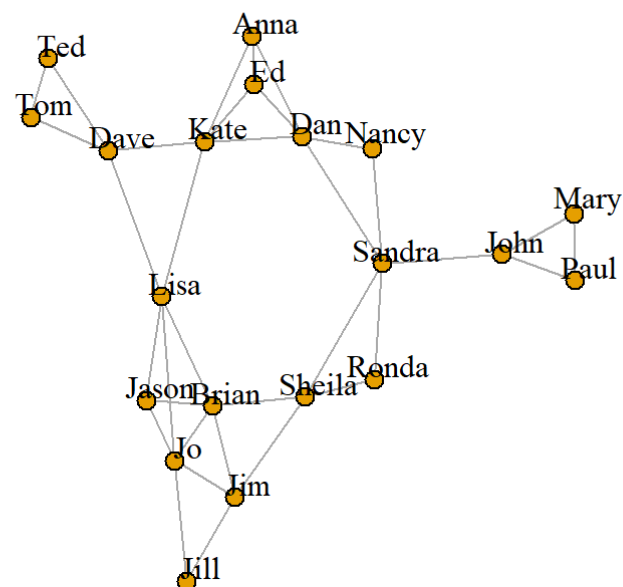 Anna
Ted
Ed
Tom
Dave
Kate
Dan
Nancy
Mary
John
Sandra
Paul
Lisa
Jason
Brian
Sheila
Ronda
Jo
Jim
Jill